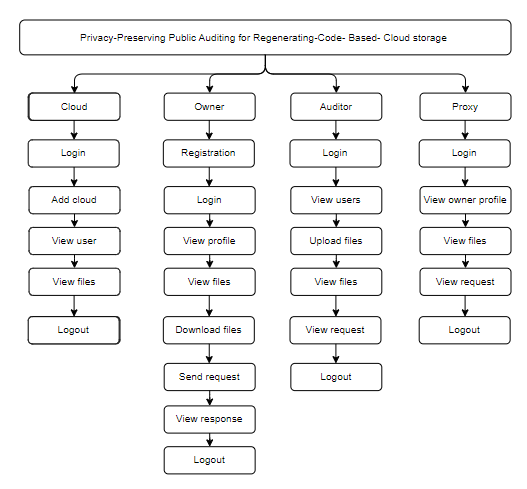 Privacy-Preserving Public Auditing for Regenerating-Code- Based- Cloud storage
Cloud
Owner
Auditor
Proxy
Login
Registration
Login
Login
Add cloud
Login
View users
View owner profile
View user
View profile
Upload files
View files
View files
View files
View files
View request
Logout
Download files
View request
Logout
Send request
Logout
View response
Logout